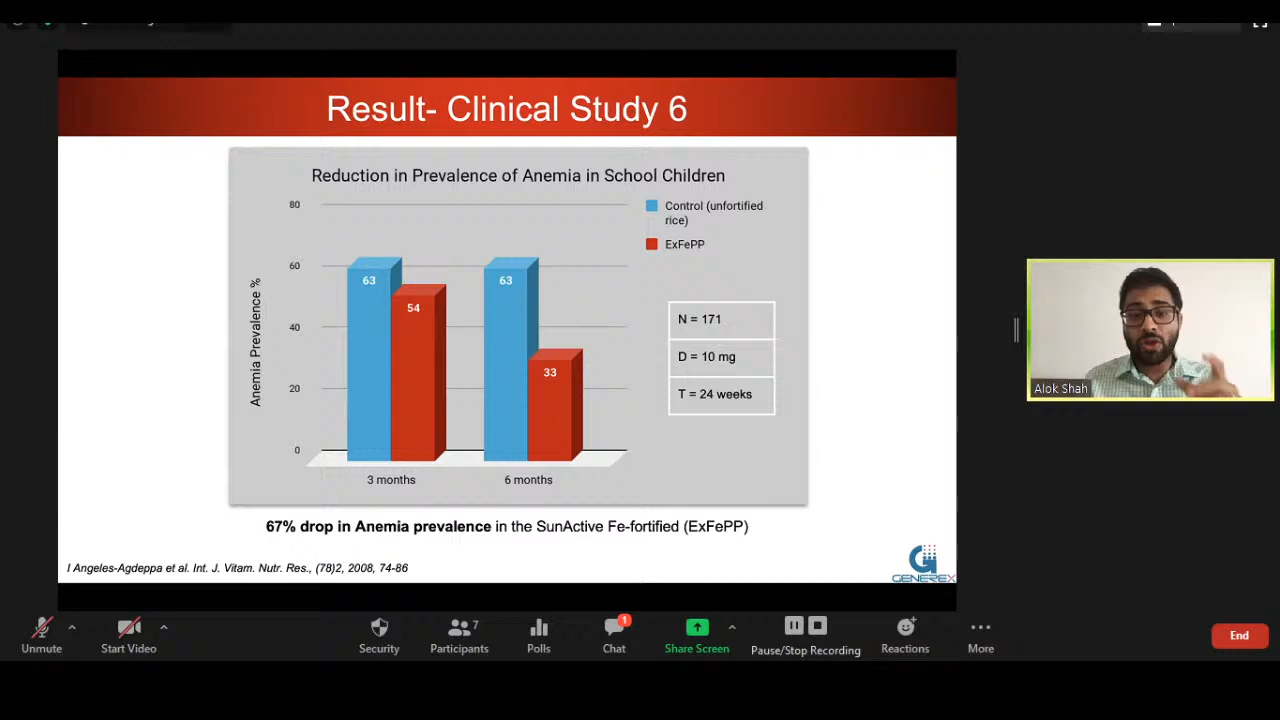 Result- Clinical Study 6
Reduction in Prevalence of Anemia in School Children
80
60
40
20
0
Anemia Prevalence %
63
54
63
33
3 months
6 months
Control (unfortified
rice)
ExFePP
N = 171
D = 10 mg
T = 24 weeks
67% drop in Anemia prevalence in the SunActive Fe-fortified (ExFePP)
I Angeles-Agdeppa et al. Int. J. Vitam. Nutr. Res., (78)2, 2008, 74-86
GENEREX
Alok Shah
Unmute
Start Video
Security
7
Participants
Polls
1
Chat
Share Screen
Pause/Stop Recording
Reactions
More
End